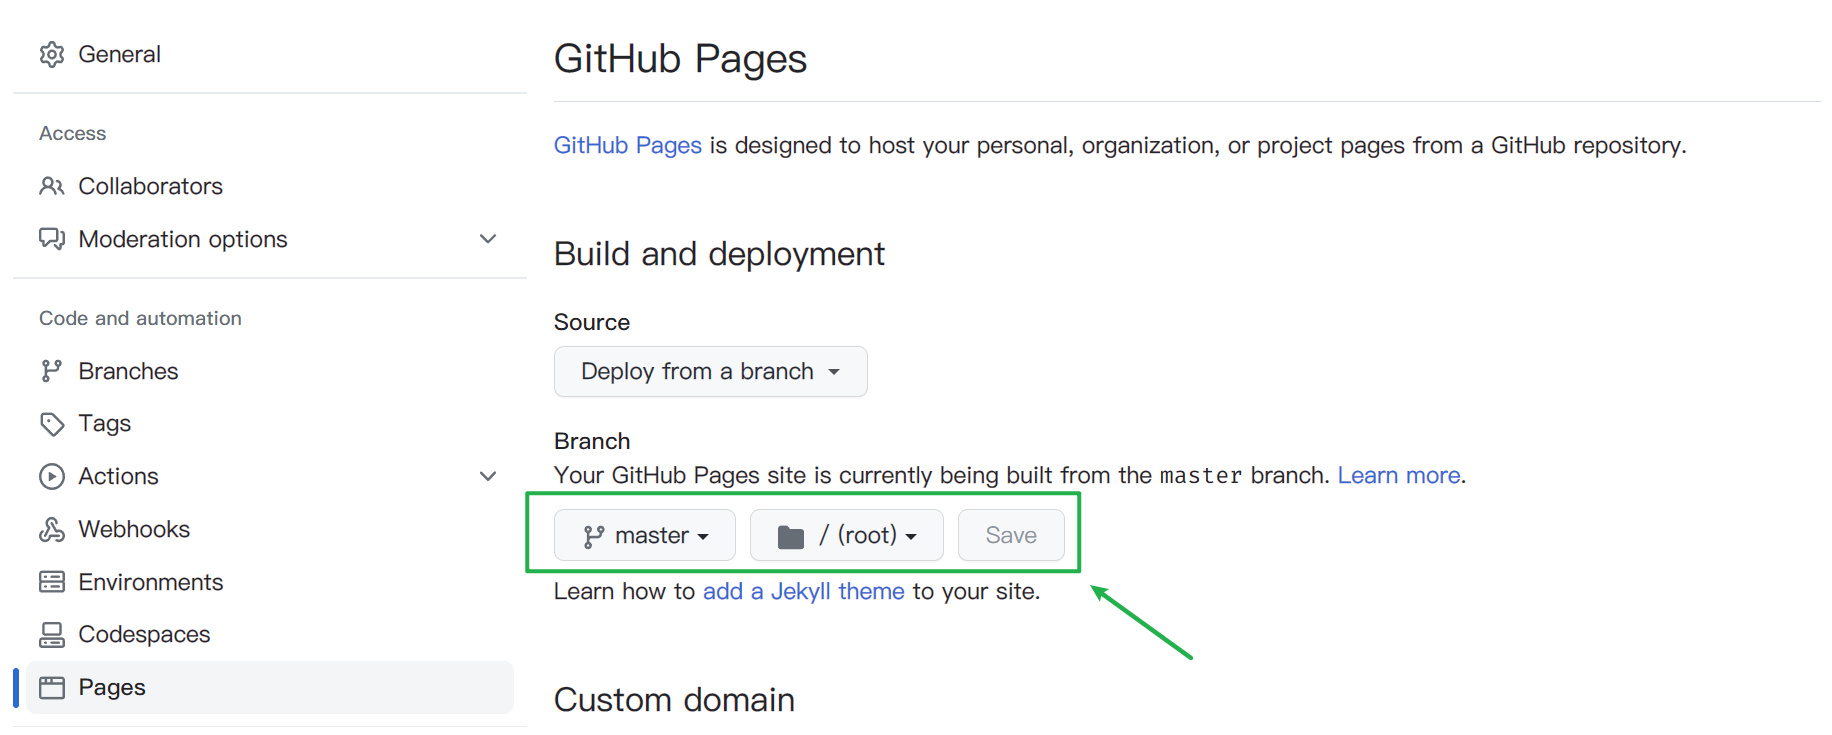 General
Access
Collaborators
Moderation options
Code and automation
Branches
Tags
Actions
Webhooks
Environments
Codespaces
Pages
GitHub Pages
GitHub Pages is designed to host your personal, organization, or project pages from a GitHub repository.
Build and deployment
Source
Deploy from a branch
Branch
Your GitHub Pages site is currently being built from the master branch. Learn more.
master / (root) Save
Learn how to add a Jekyll theme to your site.
Custom domain